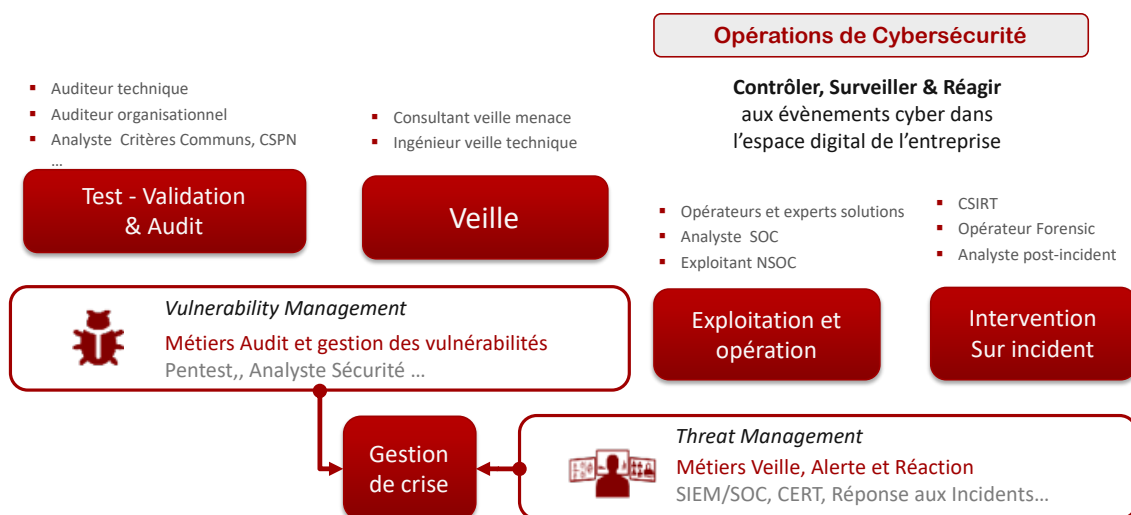 Opérations de Cybersécurité
Contrôler, Surveiller & Réagir
aux évènements cyber dans
l'espace digital de l'entreprise
▪ Auditeur technique
▪ Auditeur organisationnel
▪ Analyste Critères Communs, CSPN
…
Test - Validation
& Audit
▪ Consultant veille menace
▪ Ingénieur veille technique
Veille
▪ Opérateurs et experts solutions
▪ Analyste SOC
▪ Exploitant NSOC
Exploitation et
opération
▪ CSIRT
▪ Opérateur Forensic
▪ Analyste post-incident
Intervention
Sur incident
Vulnerability Management
Métiers Audit et gestion des vulnérabilités
Pentest,, Analyste Sécurité …
Gestion
de crise
Threat Management
Métiers Veille, Alerte et Réaction
SIEM/SOC, CERT, Réponse aux Incidents…